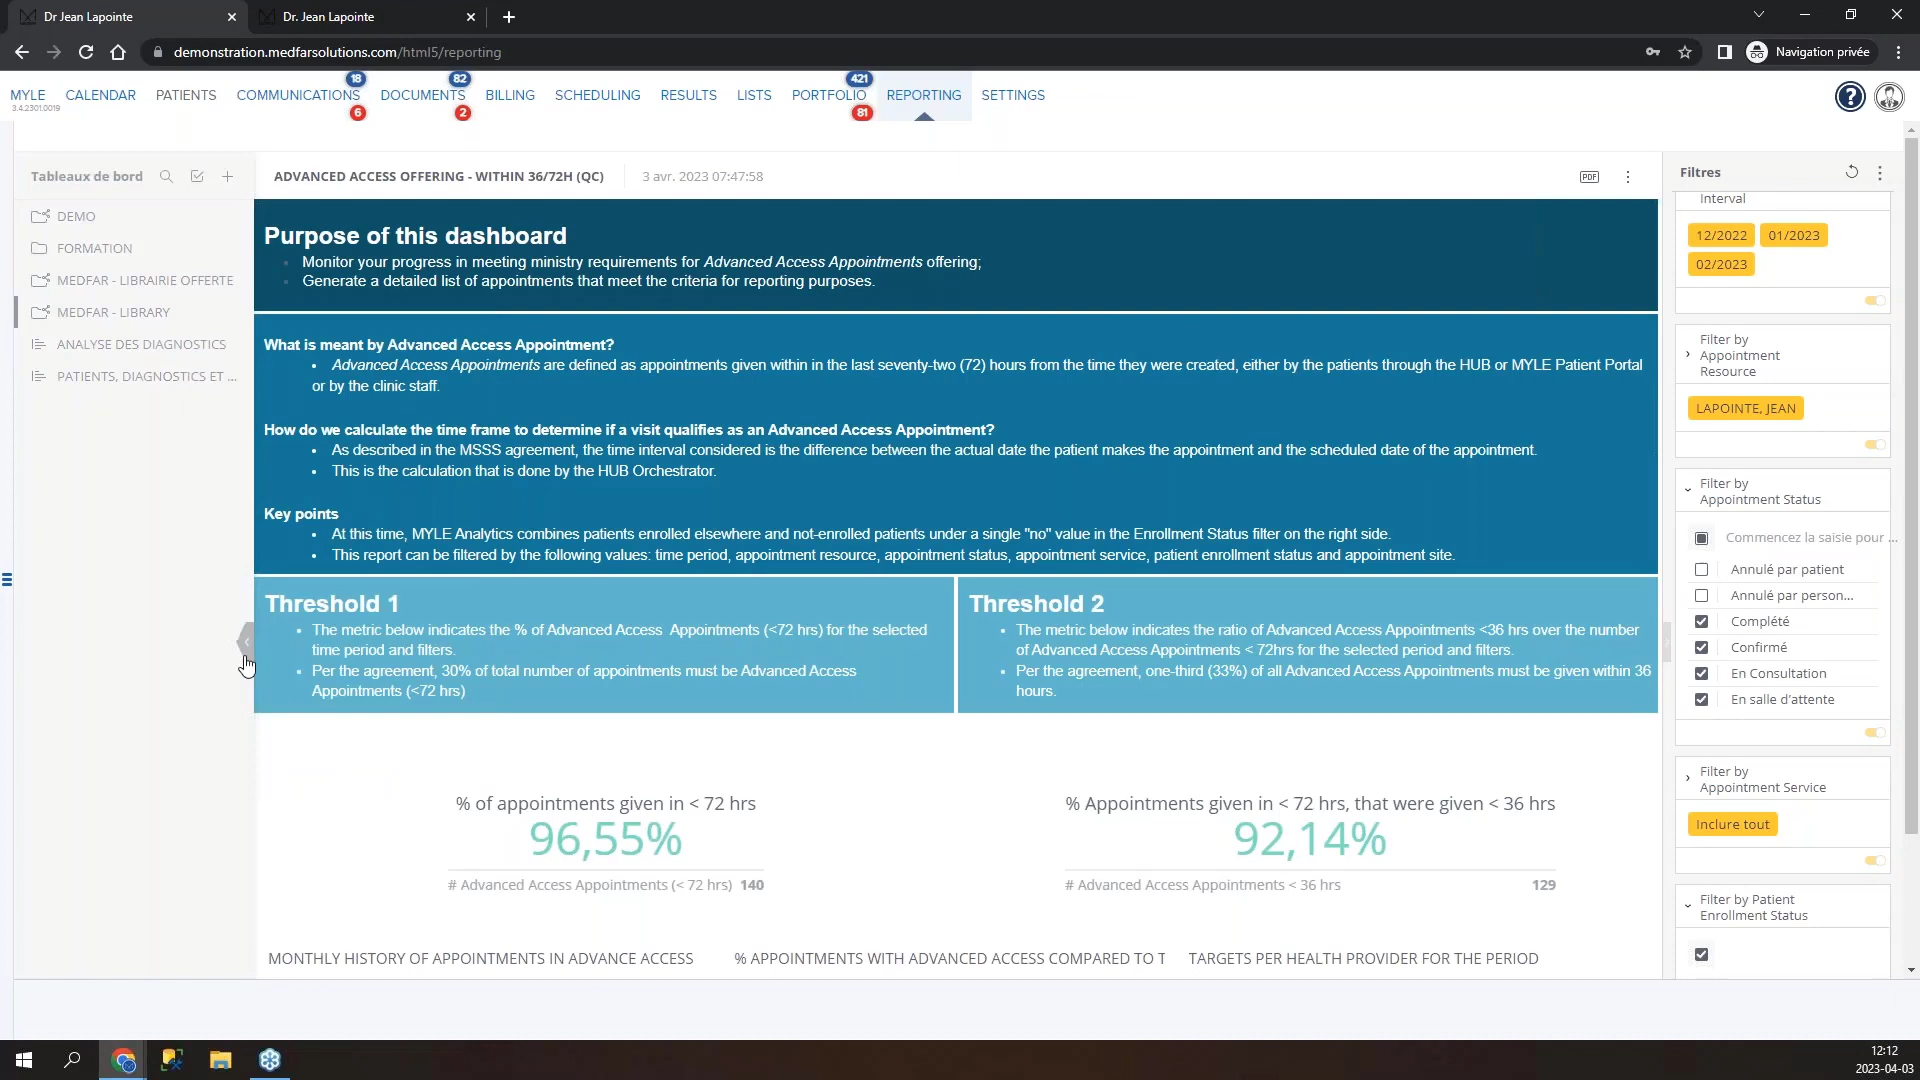 Dr Jean Lapointe
Dr. Jean Lapointe
demonstration.medfarsolutions.com/html5/reporting
Navigation privée
MYLE
3.4.2301.0019
CALENDAR
PATIENTS
COMMUNICATIONS
18
6
DOCUMENTS
82
2
BILLING
SCHEDULING
RESULTS
LISTS
PORTFOLIO
421
81
REPORTING
SETTINGS
?
Tableaux de bord
DEMO
FORMATION
MEDFAR - LIBRAIRIE OFFERTE
MEDFAR - LIBRARY
ANALYSE DES DIAGNOSTICS
PATIENTS, DIAGNOSTICS ET ...
ADVANCED ACCESS OFFERING - WITHIN 36/72H (QC)
3 avr. 2023 07:47:58
PDF
Purpose of this dashboard
Monitor your progress in meeting ministry requirements for Advanced Access Appointments offering;
Generate a detailed list of appointments that meet the criteria for reporting purposes.
What is meant by Advanced Access Appointment?
• Advanced Access Appointments are defined as appointments given within in the last seventy-two (72) hours from the time they were created, either by the patients through the HUB or MYLE Patient Portal
or by the clinic staff.
How do we calculate the time frame to determine if a visit qualifies as an Advanced Access Appointment?
• As described in the MSSS agreement, the time interval considered is the difference between the actual date the patient makes the appointment and the scheduled date of the appointment.
• This is the calculation that is done by the HUB Orchestrator.
Key points
• At this time, MYLE Analytics combines patients enrolled elsewhere and not-enrolled patients under a single "no" value in the Enrollment Status filter on the right side.
• This report can be filtered by the following values: time period, appointment resource, appointment status, appointment service, patient enrollment status and appointment site.
Threshold 1
• The metric below indicates the % of Advanced Access Appointments (<72 hrs) for the selected
time period and filters.
• Per the agreement, 30% of total number of appointments must be Advanced Access
Appointments (<72 hrs)
Threshold 2
• The metric below indicates the ratio of Advanced Access Appointments <36 hrs over the number
of Advanced Access Appointments < 72hrs for the selected period and filters.
• Per the agreement, one-third (33%) of all Advanced Access Appointments must be given within 36
hours.
% of appointments given in < 72 hrs
96,55%
# Advanced Access Appointments (< 72 hrs) 140
% Appointments given in < 72 hrs, that were given < 36 hrs
92,14%
# Advanced Access Appointments < 36 hrs 129
MONTHLY HISTORY OF APPOINTMENTS IN ADVANCE ACCESS
% APPOINTMENTS WITH ADVANCED ACCESS COMPARED TO T
TARGETS PER HEALTH PROVIDER FOR THE PERIOD
Filtres
Interval
12/2022
01/2023
02/2023
Filter by
Appointment
Resource
LAPOINTE, JEAN
Filter by
Appointment Status
Commencez la saisie pour ...
Annulé par patient
Annulé par person...
Complété
Confirmé
En Consultation
En salle d'attente
Filter by
Appointment Service
Inclure tout
Filter by Patient
Enrollment Status
12:12
2023-04-03